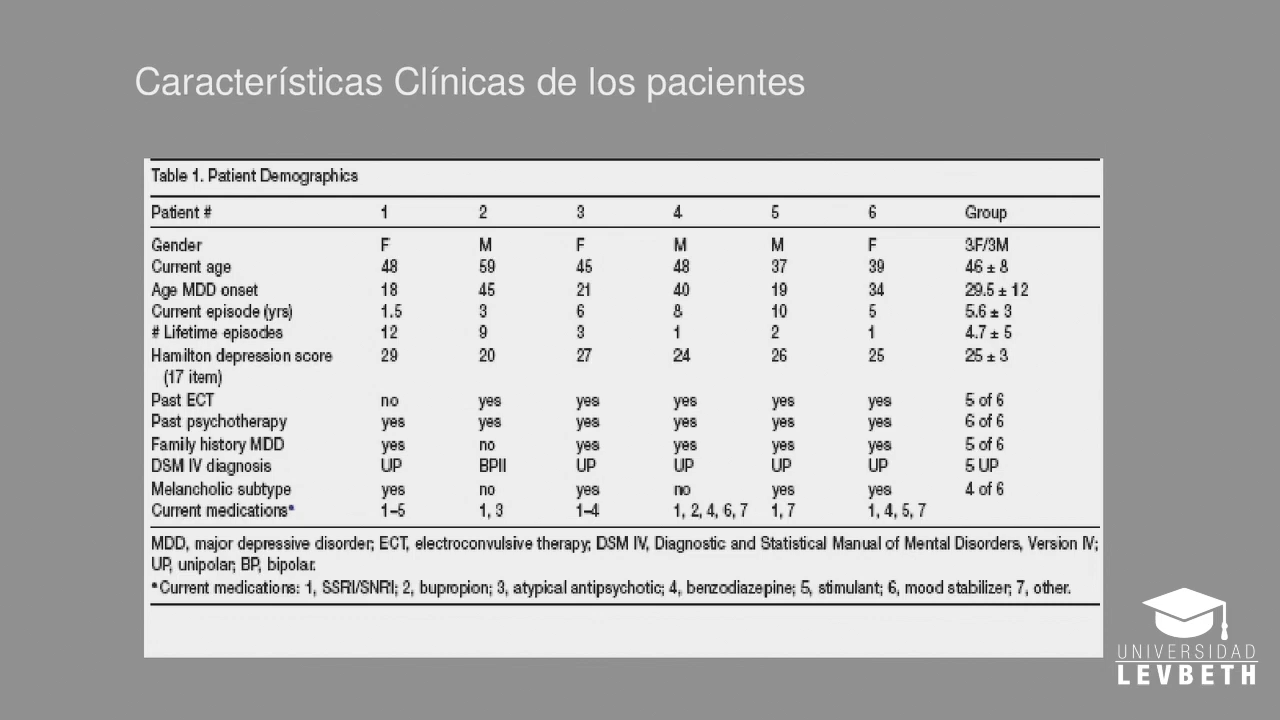 Características Clínicas de los pacientes
Table 1. Patient Demographics
Patient # 1 2 3 4 5 6 Group
Gender F M F M M F 3F/3M
Current age 48 59 45 48 37 39 46 ± 8
Age MDD onset 18 45 21 40 19 34 29.5 ± 12
Current episode (yrs) 1.5 3 6 8 10 5 5.6 ± 3
# Lifetime episodes 12 9 3 1 2 1 4.7 ± 5
Hamilton depression score 29 20 27 24 26 25 25 ± 3
(17 item)
Past ECT no yes yes yes yes yes 5 of 6
Past psychotherapy yes yes yes yes yes yes 6 of 6
Family history MDD yes no yes yes yes yes 5 of 6
DSM IV diagnosis UP BPII UP UP UP UP 5 UP
Melancholic subtype yes no yes no yes yes 4 of 6
Current medications* 1–5 1, 3 1–4 1, 2, 4, 6, 7 1, 7 1, 4, 5, 7
MDD, major depressive disorder; ECT, electroconvulsive therapy; DSM IV, Diagnostic and Statistical Manual of Mental Disorders, Version IV;
UP, unipolar; BP, bipolar.
*Current medications: 1, SSRI/SNRI; 2, bupropion; 3, atypical antipsychotic; 4, benzodiazepine; 5, stimulant; 6, mood stabilizer; 7, other.
UNIVERSIDAD
LEVBETH